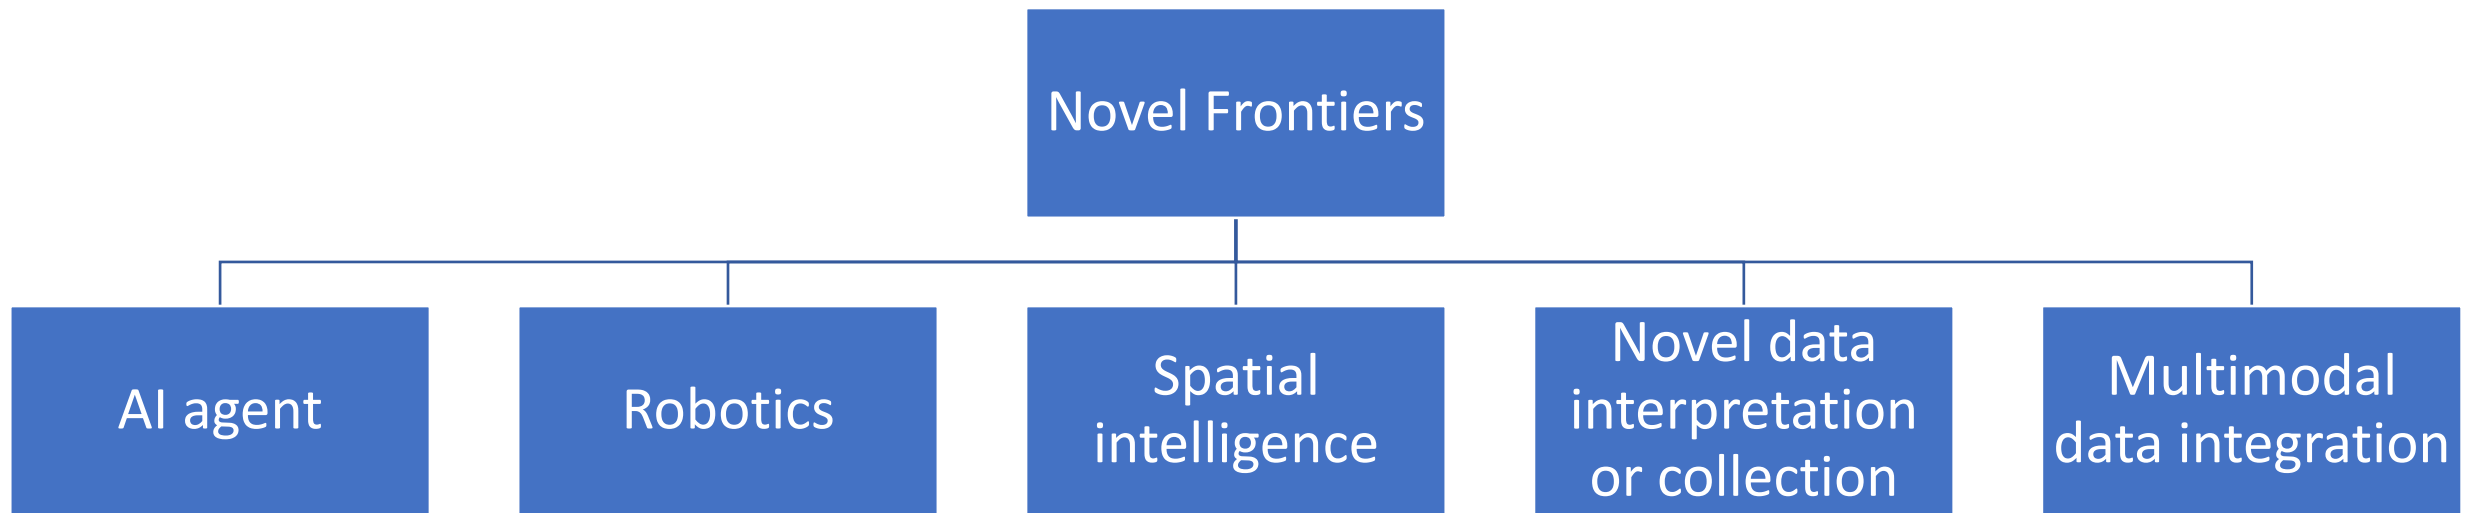 Novel Frontiers
AI agent
Robotics
Spatial
intelligence
Novel data
interpretation
or collection
Multimodal
data integration